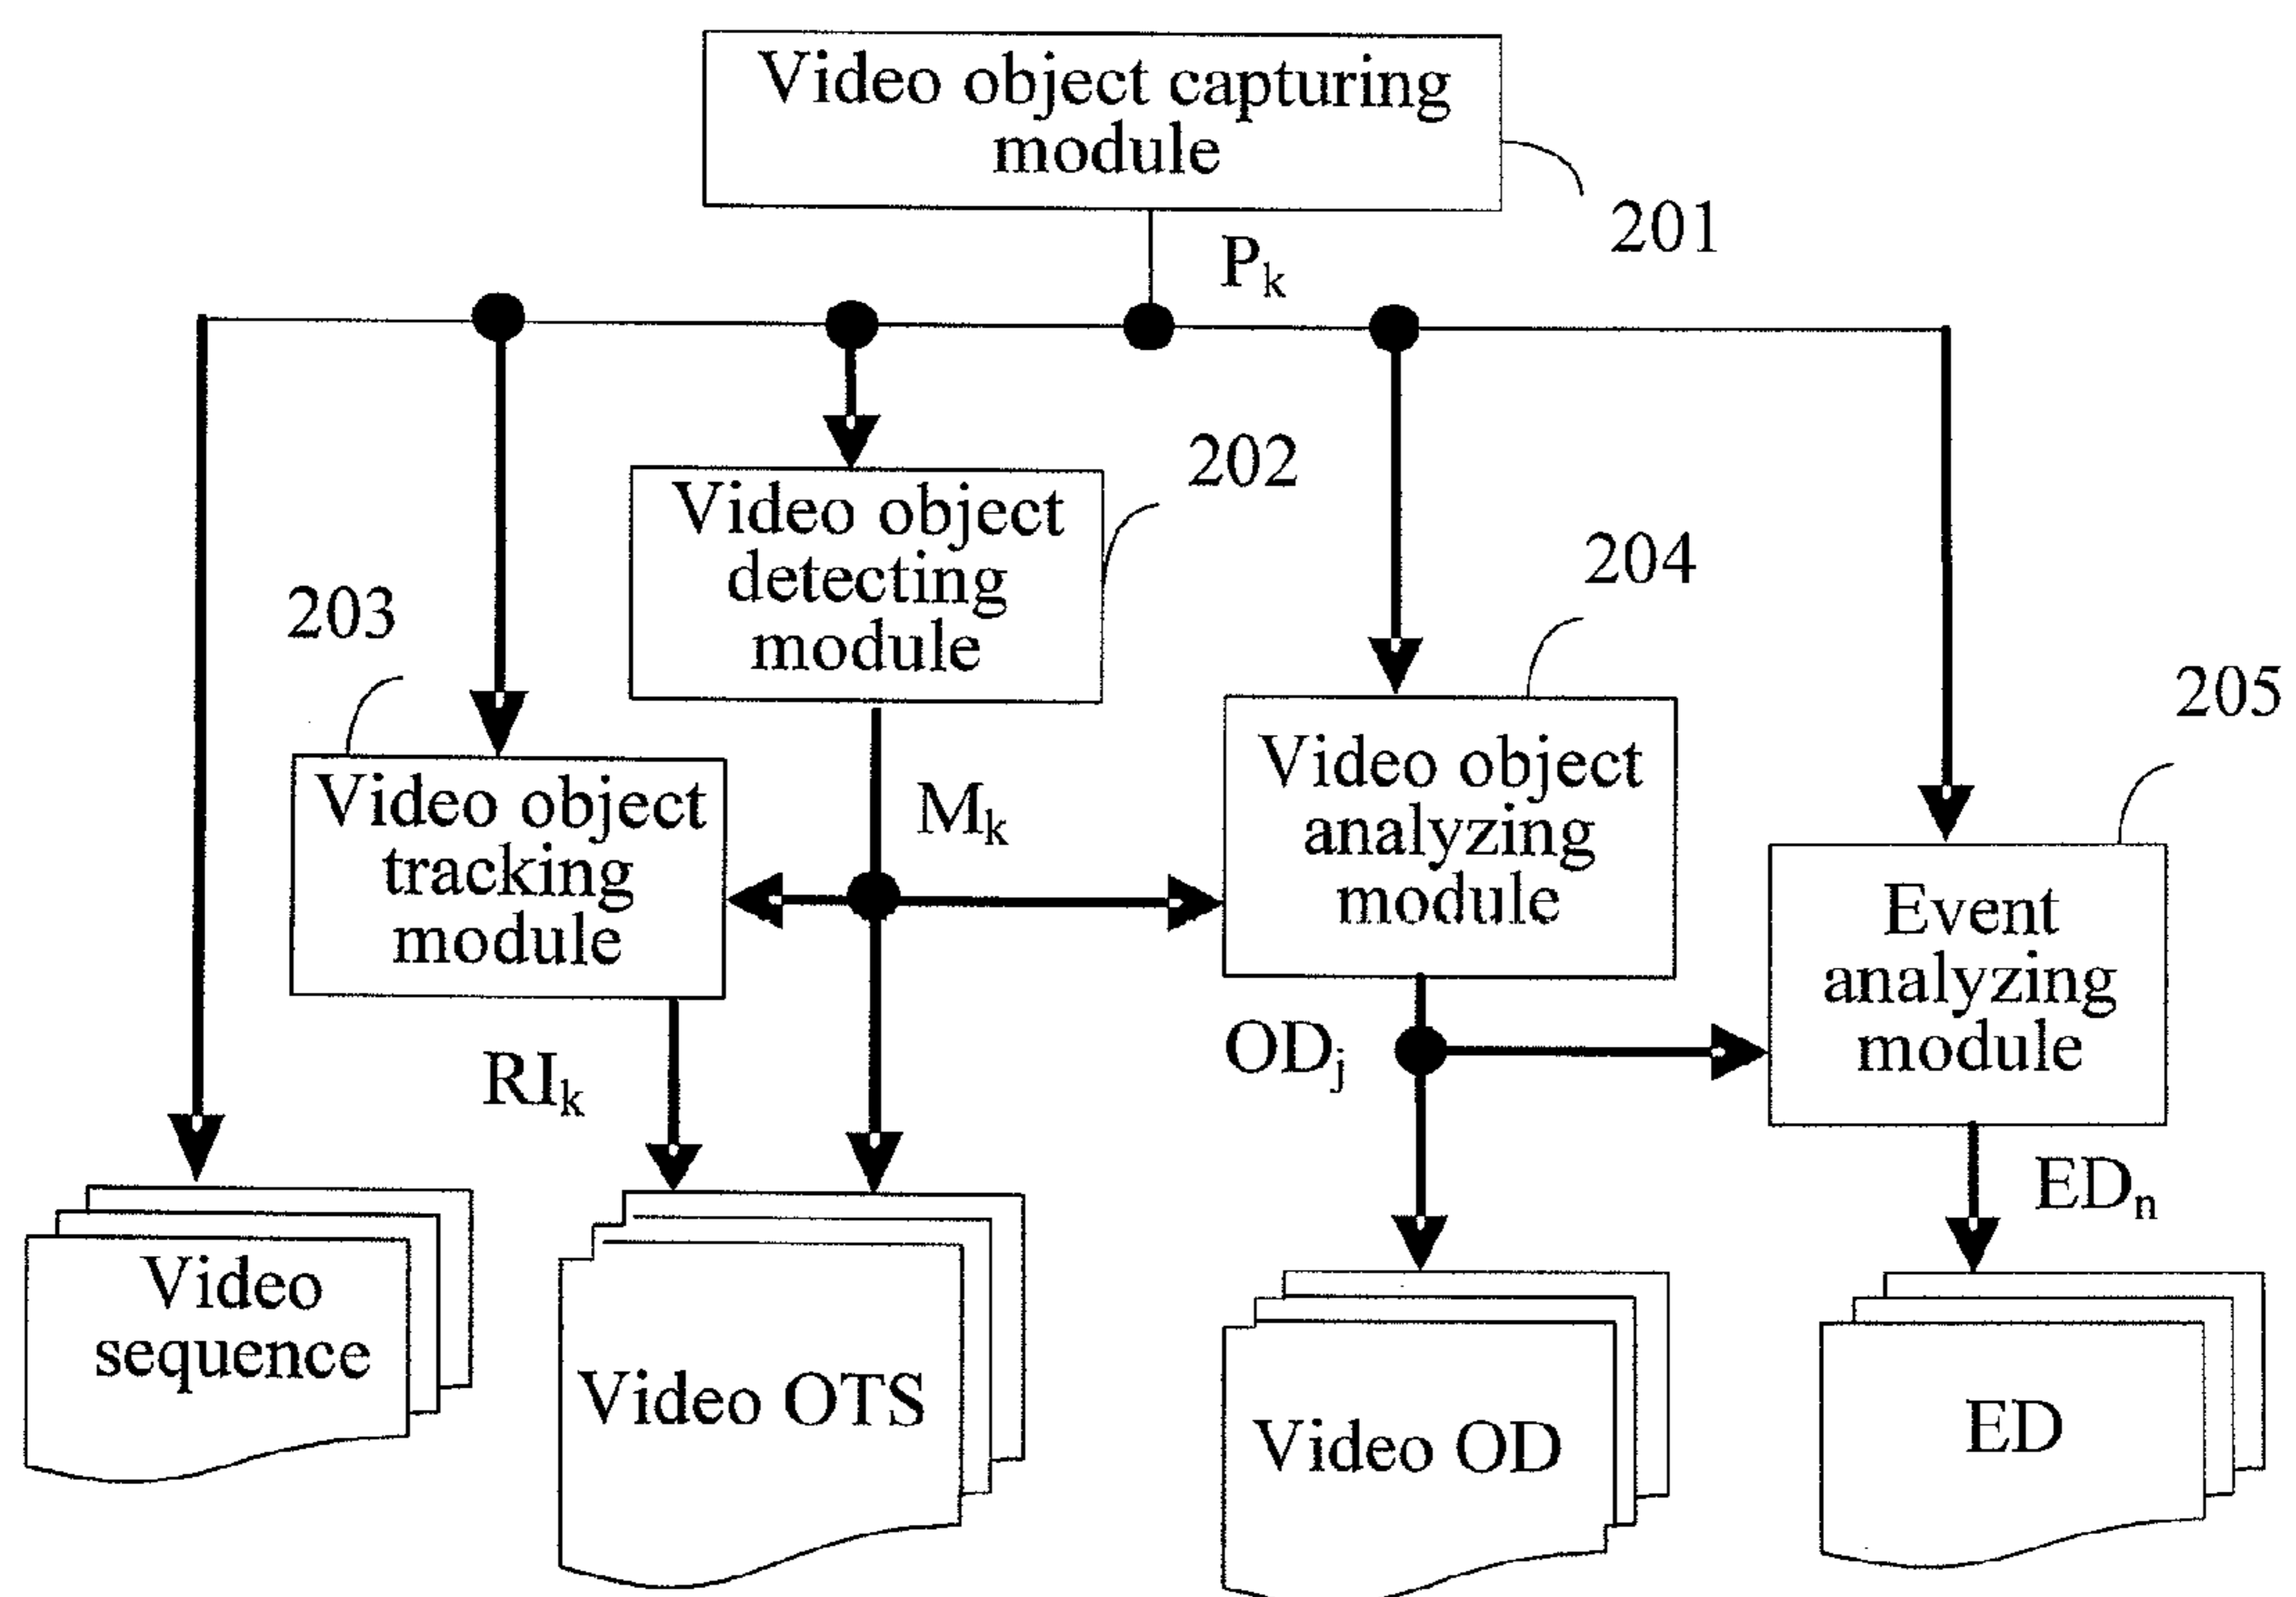 Video object capturing
module
201
Pk
202
Video object
detecting
module
204
203
205
Video object
analyzing
module
Video object
tracking
module
Mk
Event
analyzing
module
ODj
RIk
EDn
Video
sequence
Video OTS
Video OD
ED